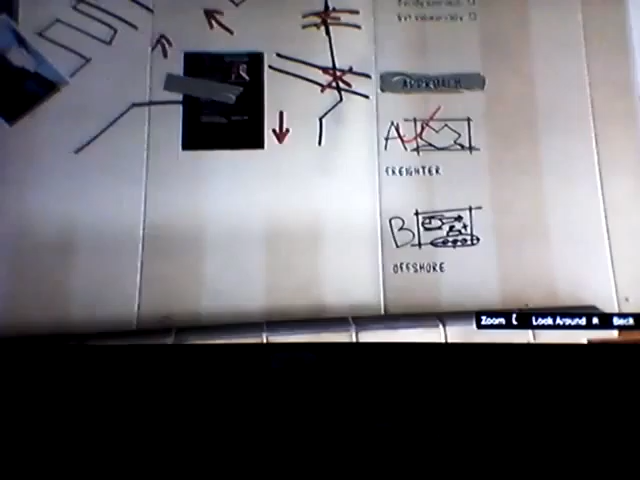 APPROACH
A
FREIGHTER
B
OFFSHORE
Zoom [ Look Around R Back